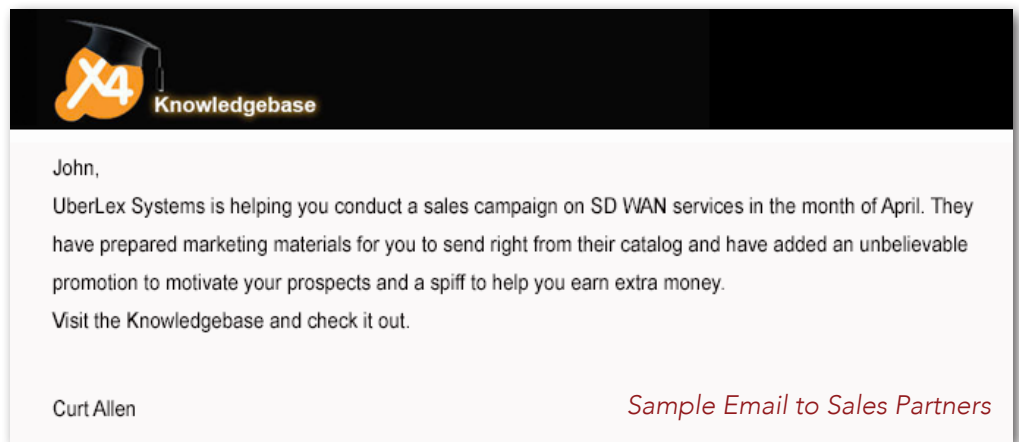 X4
Knowledgebase
John,
UberLex Systems is helping you conduct a sales campaign on SD WAN services in the month of April. They
have prepared marketing materials for you to send right from their catalog and have added an unbelievable
promotion to motivate your prospects and a spiff to help you earn extra money.
Visit the Knowledgebase and check it out.
Curt Allen
Sample Email to Sales Partners